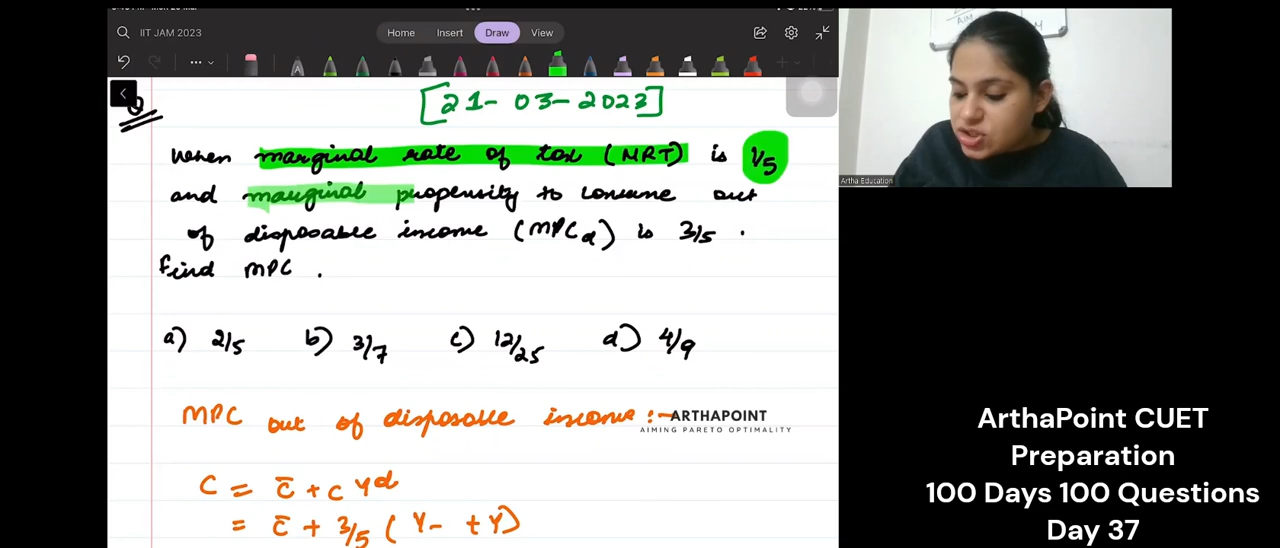 IIT JAM 2023
Home Insert Draw View
[21-03-2023]
When marginal rate of tax (MRT) is 1/5
and marginal propensity to consume out
of disposable income (MPCd) is 3/5.
Find MPC.
a) 2/5 b) 3/7 c) 12/25 d) 4/9
MPC out of disposable income :-
ARTHAPOINT
AIMING PARETO OPTIMALITY
C = C̄ + c Yd
= C̄ + 3/5 (Y - tY)
AIM
M
Artha Education
ArthaPoint CUET
Preparation
100 Days 100 Questions
Day 37